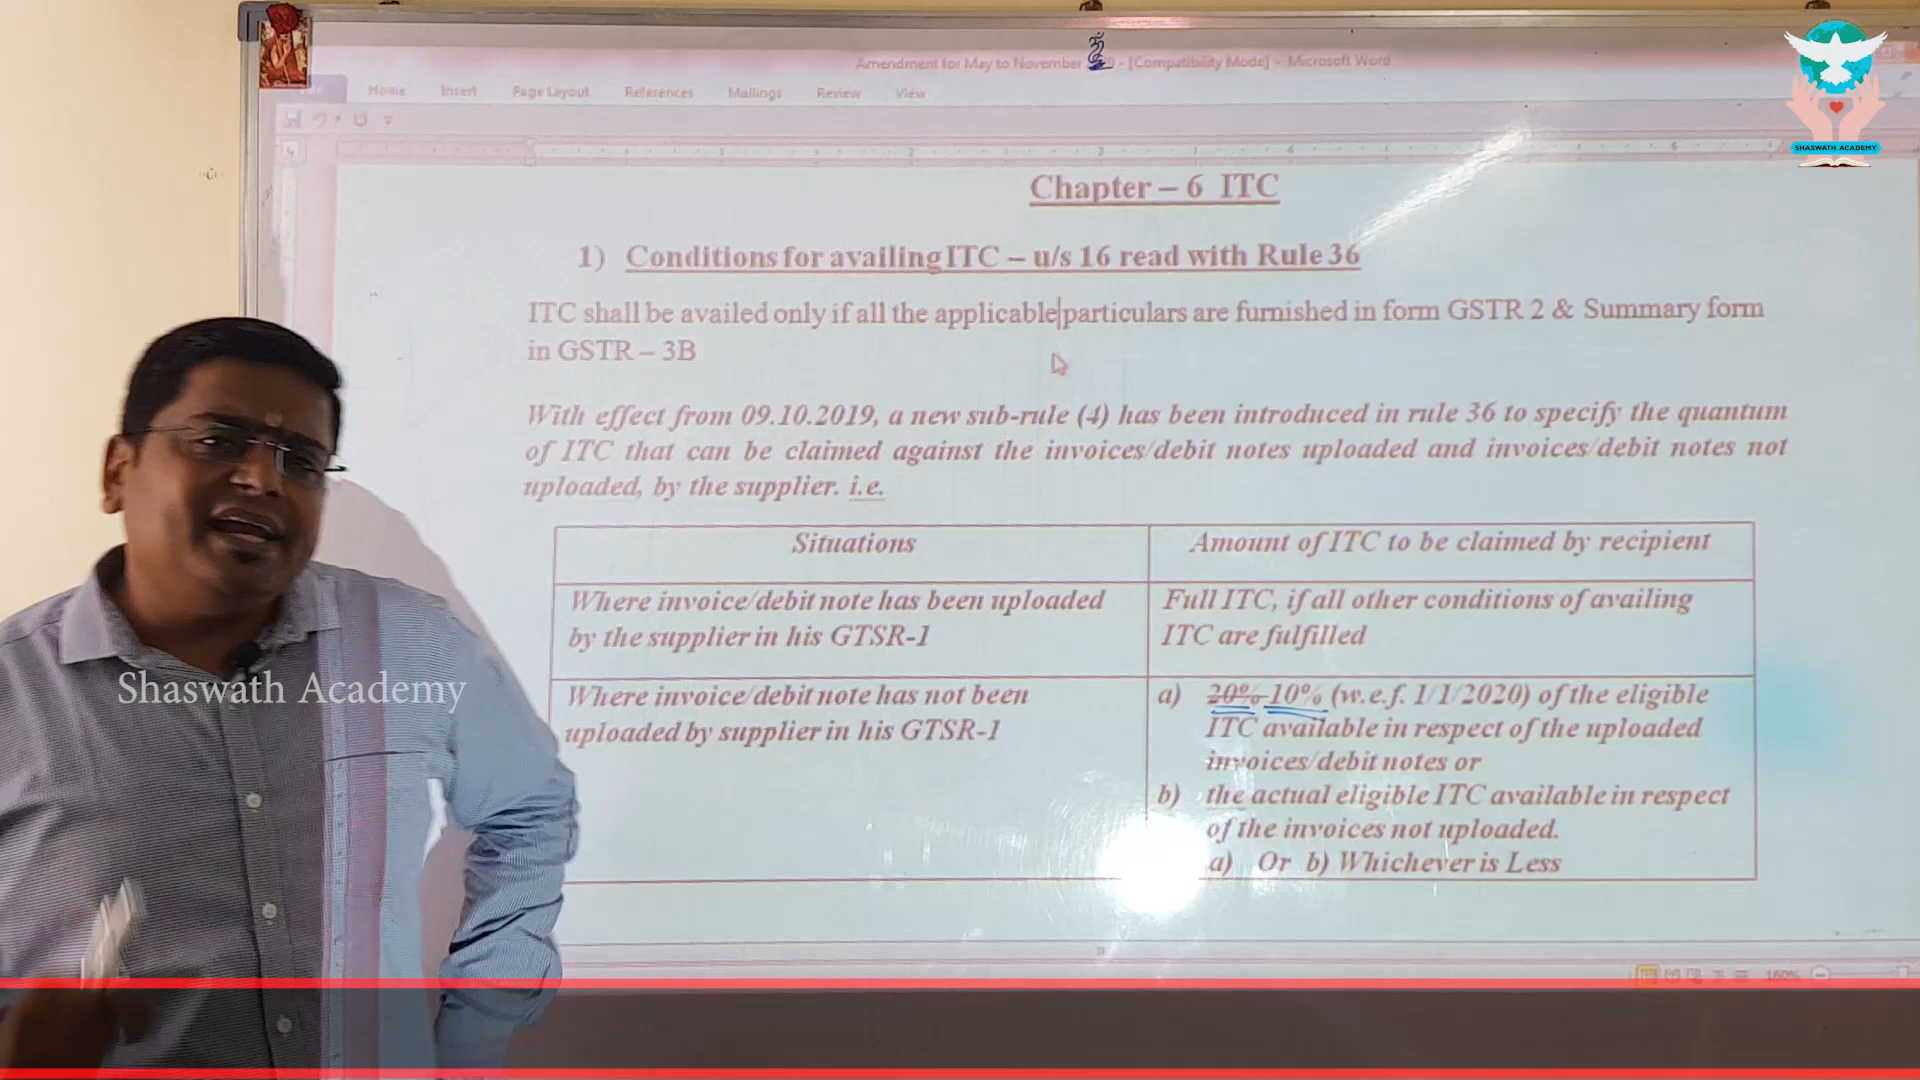 ॐ
Amendment for May to November - [Compatibility Mode] - Microsoft Word
File Home Insert Page Layout References Mailings Review View
SHASWATH ACADEMY
Chapter – 6 ITC
1) Conditions for availing ITC – u/s 16 read with Rule 36
ITC shall be availed only if all the applicable particulars are furnished in form GSTR 2 & Summary form
in GSTR – 3B
With effect from 09.10.2019, a new sub-rule (4) has been introduced in rule 36 to specify the quantum
of ITC that can be claimed against the invoices/debit notes uploaded and invoices/debit notes not
uploaded, by the supplier. i.e.
Situations
Amount of ITC to be claimed by recipient
Where invoice/debit note has been uploaded
by the supplier in his GTSR-1
Full ITC, if all other conditions of availing
ITC are fulfilled
Where invoice/debit note has not been
uploaded by supplier in his GTSR-1
a) 20% 10% (w.e.f. 1/1/2020) of the eligible
ITC available in respect of the uploaded
invoices/debit notes or
b) the actual eligible ITC available in respect
of the invoices not uploaded.
a) Or b) Whichever is Less
Shaswath Academy
160%